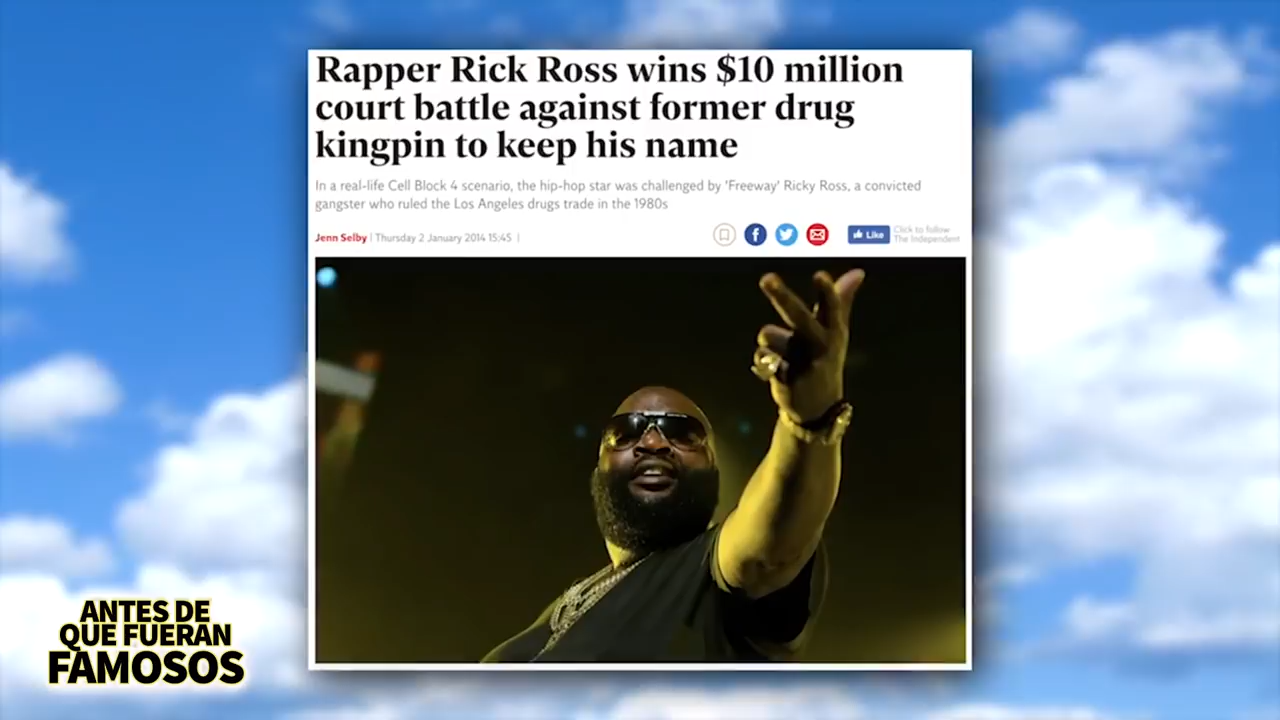 Rapper Rick Ross wins $10 million
court battle against former drug
kingpin to keep his name
In a real-life Cell Block 4 scenario, the hip-hop star was challenged by 'Freeway' Ricky Ross, a convicted
gangster who ruled the Los Angeles drugs trade in the 1980s
Jenn Selby | Thursday 2 January 2014 15:45 |
Like
Click to follow
The Independent
ANTES DE
QUE FUERAN
FAMOSOS